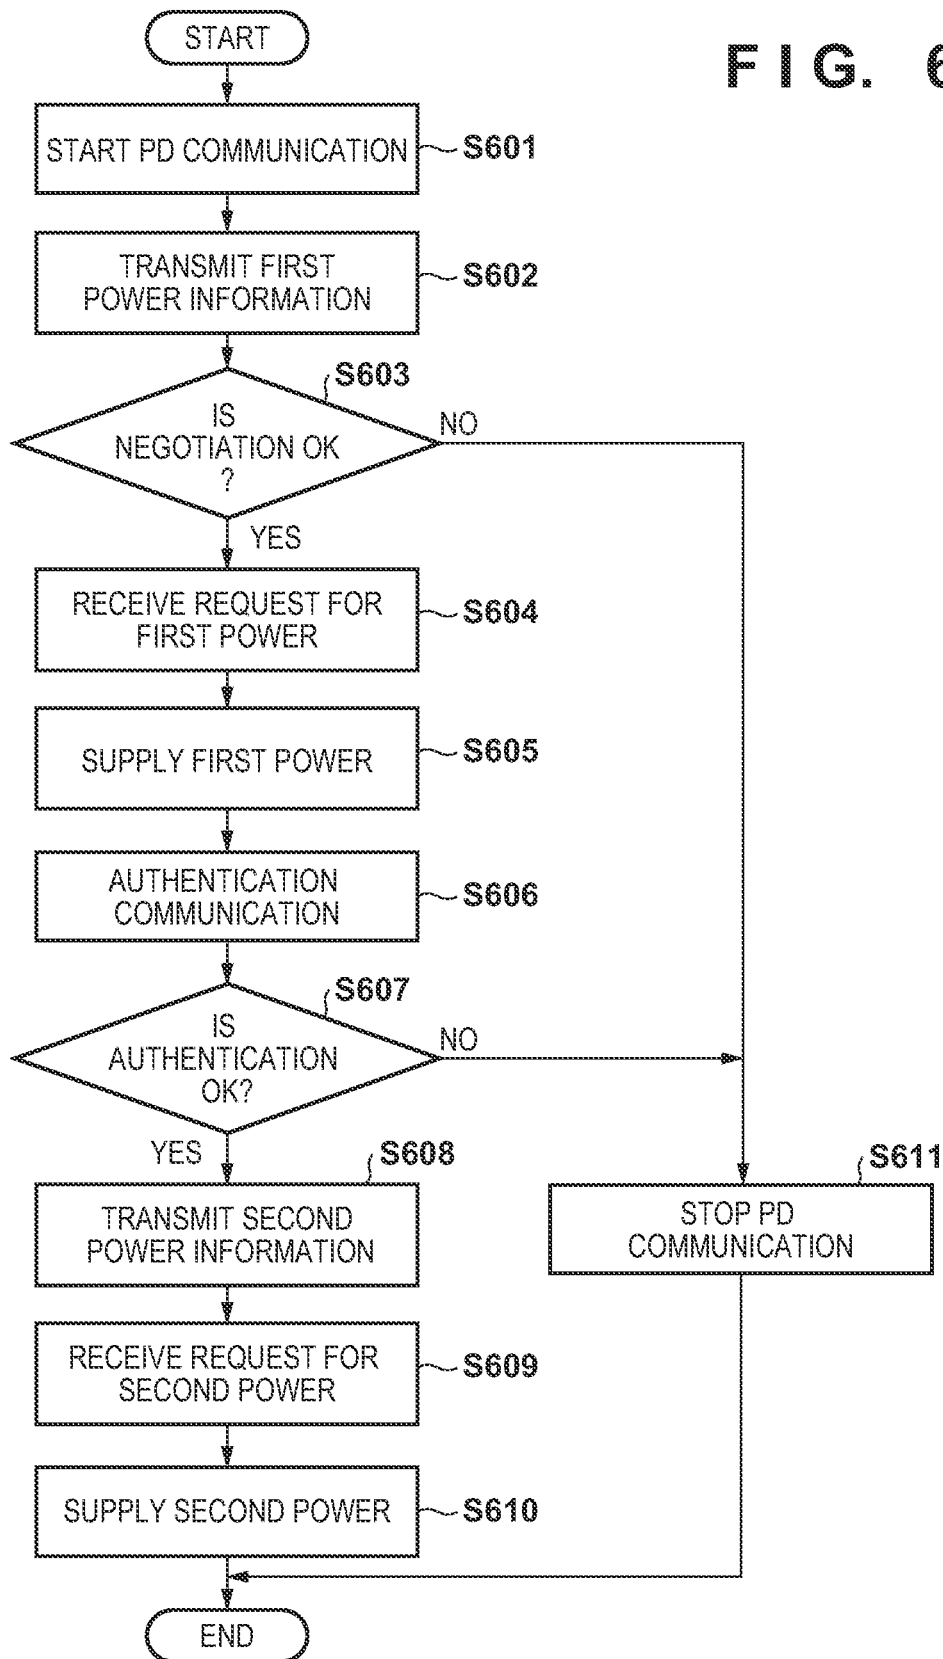 START
FIG. 6
START PD COMMUNICATION
S601
TRANSMIT FIRST
POWER INFORMATION
S602
S603
IS
NEGOTIATION OK
?
NO
YES
RECEIVE REQUEST FOR
FIRST POWER
S604
SUPPLY FIRST POWER
S605
AUTHENTICATION
COMMUNICATION
S606
S607
IS
AUTHENTICATION
OK?
NO
YES
S608
TRANSMIT SECOND
POWER INFORMATION
S611
STOP PD
COMMUNICATION
RECEIVE REQUEST FOR
SECOND POWER
S609
SUPPLY SECOND POWER
S610
END